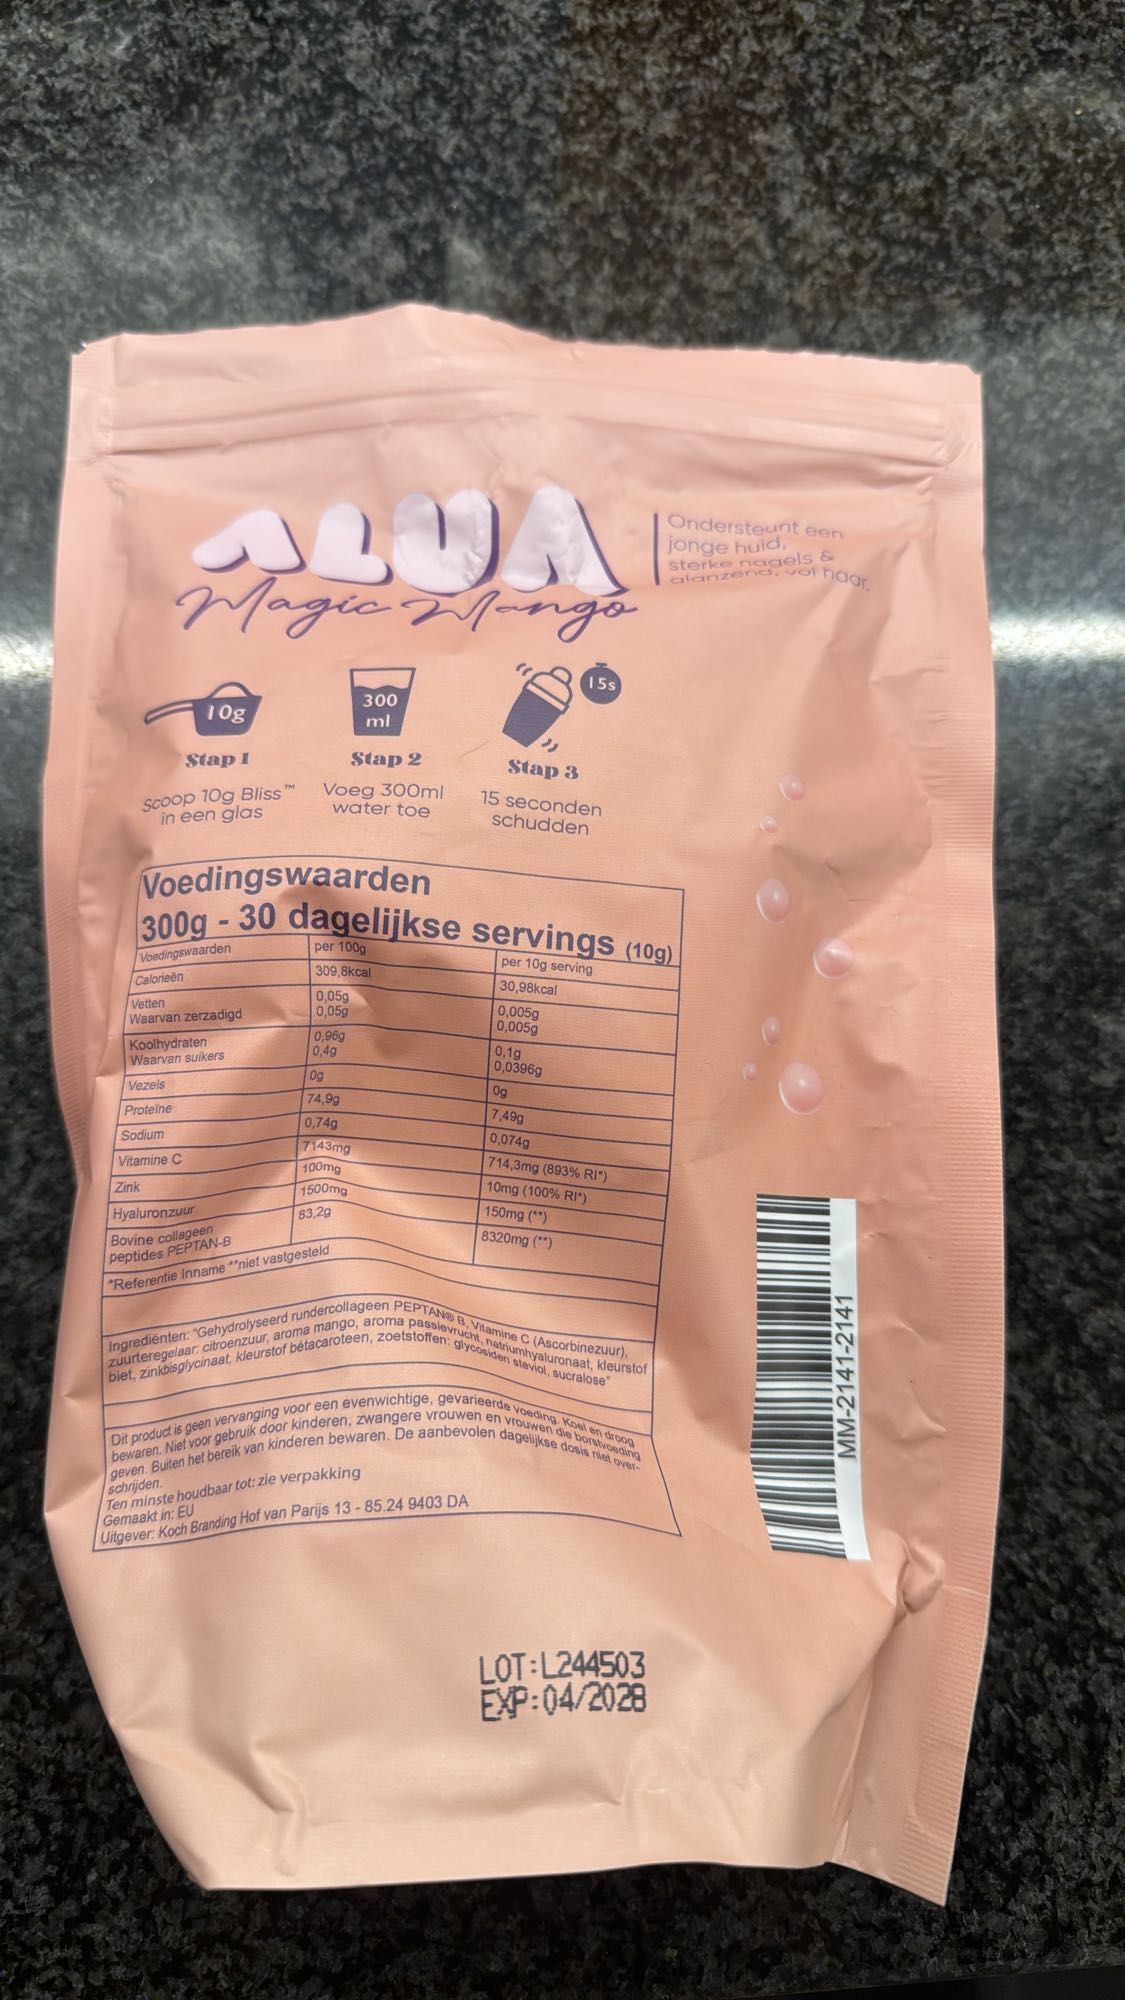 ALUA
Magic Mango
Ondersteunt een
jonge huid,
sterke nagels &
glanzend, vol haar.
10g
300
ml
15s
Stap 1
Scoop 10g Bliss™
in een glas
Stap 2
Voeg 300ml
water toe
Stap 3
15 seconden
schudden
Voedingswaarden
300g - 30 dagelijkse servings (10g)
Voedingswaarden per 100g per 10g serving
Calorieën 309,8kcal 30,98kcal
Vetten 0,05g 0,005g
Waarvan zerzadigd 0,05g 0,005g
Koolhydraten 0,96g 0,1g
Waarvan suikers 0,4g 0,0396g
Vezels 0g 0g
Proteïne 74,9g 7,49g
Sodium 0,74g 0,074g
Vitamine C 7143mg 714,3mg (893% RI*)
Zink 100mg 10mg (100% RI*)
Hyaluronzuur 1500mg 150mg (**)
Bovine collageen 83,2g 8320mg (**)
peptides PEPTAN-B
*Referentie Inname **niet vastgesteld
Ingrediënten: "Gehydrolyseerd rundercollageen PEPTAN® B, Vitamine C (Ascorbinezuur),
zuurteregelaar: citroenzuur, aroma mango, aroma passievrucht, natriumhyaluronaat, kleurstof
biet, zinkbisglycinaat, kleurstof bètacaroteen, zoetstoffen: glycosiden steviol, sucralose"
Dit product is geen vervanging voor een evenwichtige, gevarieerde voeding. Koel en droog
bewaren. Niet voor gebruik door kinderen, zwangere vrouwen en vrouwen die borstvoeding
geven. Buiten het bereik van kinderen bewaren. De aanbevolen dagelijkse dosis niet over-
schrijden.
Ten minste houdbaar tot: zie verpakking
Gemaakt in: EU
Uitgever: Koch Branding Hof van Parijs 13 - 85.24 9403 DA
MM-2141-2141
LOT:L244503
EXP:04/2028